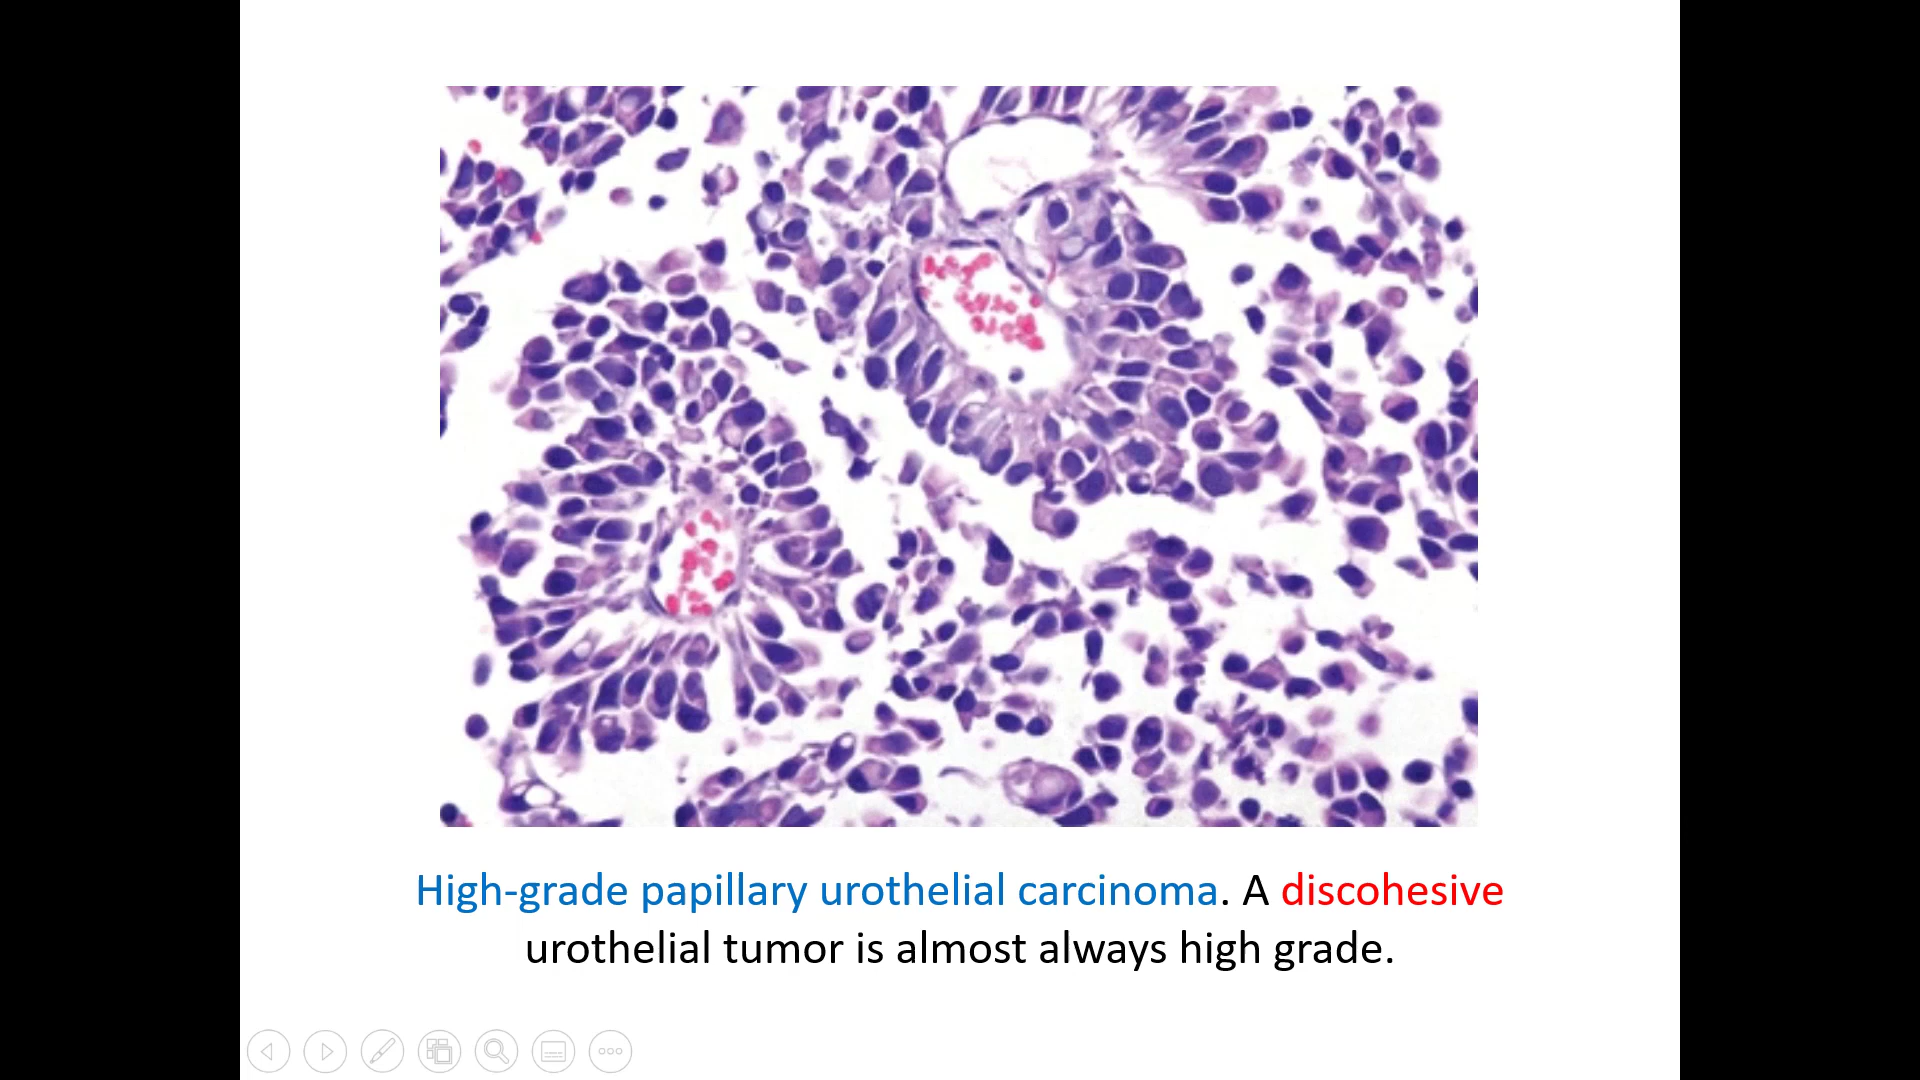 High-grade papillary urothelial carcinoma. A discohesive
urothelial tumor is almost always high grade.